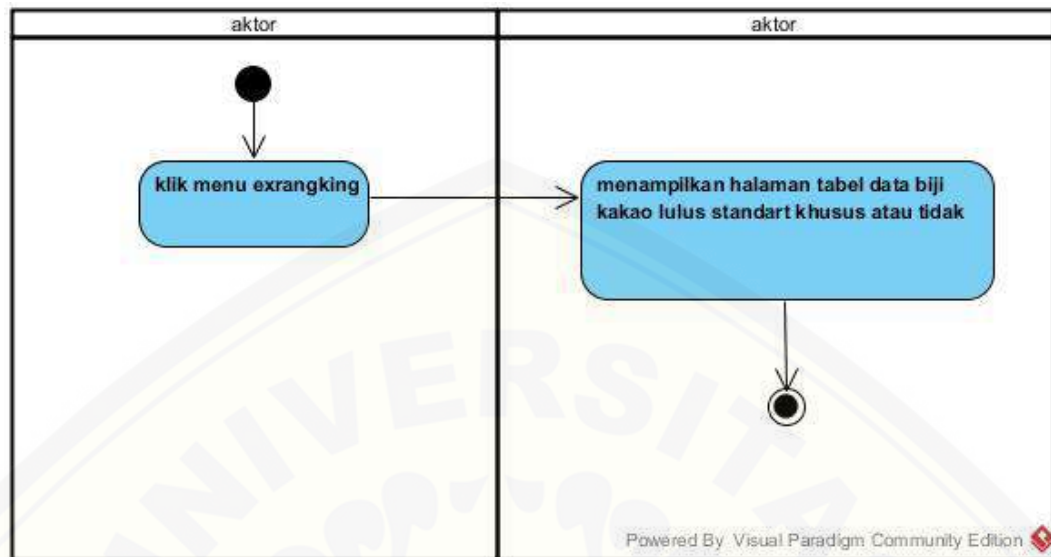 aktor
aktor
klik menu exrangking
menampilkan halaman tabel data biji
kakao lulus standart khusus atau tidak
UNIVERSITA
Powered By Visual Paradigm Community Edition